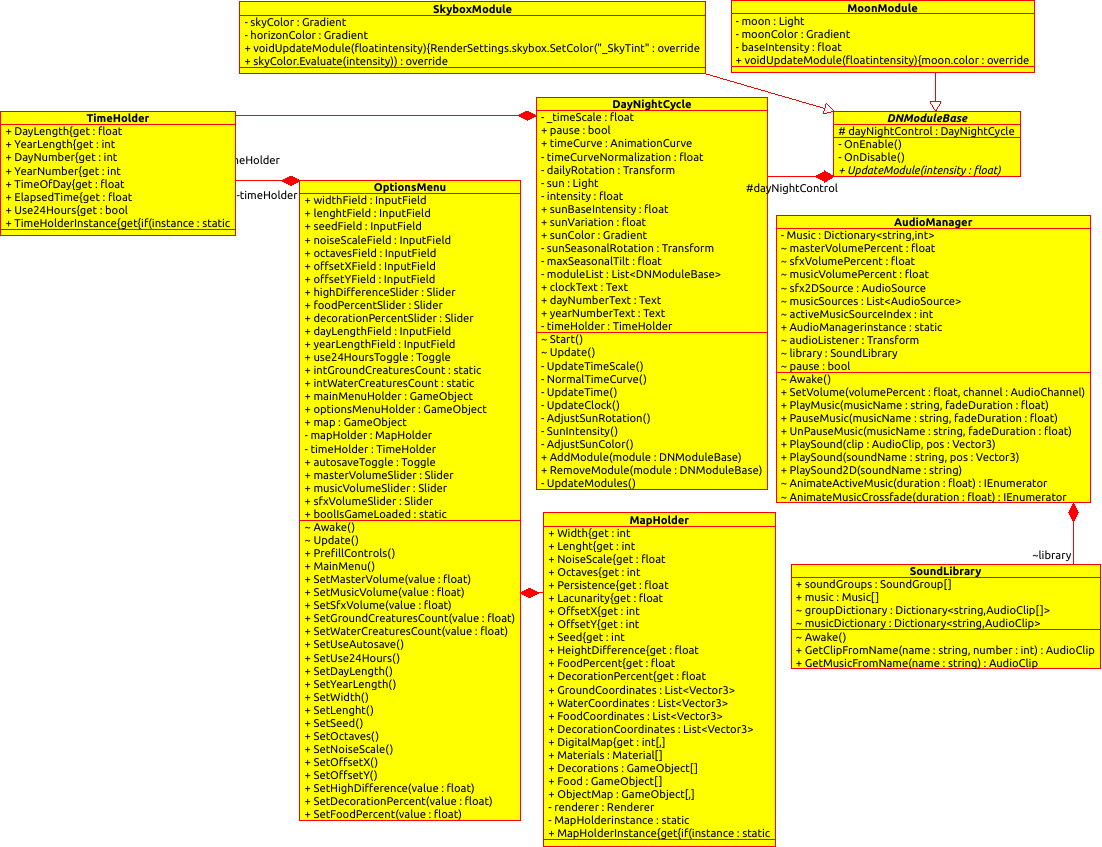 SkyboxModule
- skyColor : Gradient
- horizonColor : Gradient
+ voidUpdateModule(floatintensity){RenderSettings.skybox.SetColor("_SkyTint" : override
+ skyColor.Evaluate(intensity)) : override
MoonModule
- moon : Light
- moonColor : Gradient
- baseIntensity : float
+ voidUpdateModule(floatintensity){moon.color : override
TimeHolder
+ DayLength{get : float
+ YearLength{get : int
+ DayNumber{get : int
+ YearNumber{get : int
+ TimeOfDay{get : float
+ ElapsedTime{get : float
+ Use24Hours{get : bool
+ TimeHolderInstance{get{if(instance : static
neHolder
-timeHolder
DayNightCycle
- _timeScale : float
+ pause : bool
+ timeCurve : AnimationCurve
- timeCurveNormalization : float
- dailyRotation : Transform
- sun : Light
- intensity : float
+ sunBaseIntensity : float
+ sunVariation : float
+ sunColor : Gradient
- sunSeasonalRotation : Transform
- maxSeasonalTilt : float
- moduleList : List<DNModuleBase>
+ clockText : Text
+ dayNumberText : Text
+ yearNumberText : Text
- timeHolder : TimeHolder
~ Start()
~ Update()
- UpdateTimeScale()
- NormalTimeCurve()
- UpdateTime()
- UpdateClock()
- AdjustSunRotation()
- SunIntensity()
- AdjustSunColor()
+ AddModule(module : DNModuleBase)
+ RemoveModule(module : DNModuleBase)
- UpdateModules()
DNModuleBase
# dayNightControl : DayNightCycle
- OnEnable()
- OnDisable()
+ UpdateModule(intensity : float)
#dayNightControl
OptionsMenu
+ widthField : InputField
+ lenghtField : InputField
+ seedField : InputField
+ noiseScaleField : InputField
+ octavesField : InputField
+ offsetXField : InputField
+ offsetYField : InputField
+ highDifferenceSlider : Slider
+ foodPercentSlider : Slider
+ decorationPercentSlider : Slider
+ dayLengthField : InputField
+ yearLengthField : InputField
+ use24HoursToggle : Toggle
+ intGroundCreaturesCount : static
+ intWaterCreaturesCount : static
+ mainMenuHolder : GameObject
+ optionsMenuHolder : GameObject
+ map : GameObject
- mapHolder : MapHolder
- timeHolder : TimeHolder
+ autosaveToggle : Toggle
+ masterVolumeSlider : Slider
+ musicVolumeSlider : Slider
+ sfxVolumeSlider : Slider
+ boolIsGameLoaded : static
~ Awake()
~ Update()
+ PrefillControls()
+ MainMenu()
+ SetMasterVolume(value : float)
+ SetMusicVolume(value : float)
+ SetSfxVolume(value : float)
+ SetGroundCreaturesCount(value : float)
+ SetWaterCreaturesCount(value : float)
+ SetUseAutosave()
+ SetUse24Hours()
+ SetDayLength()
+ SetYearLength()
+ SetWidth()
+ SetLenght()
+ SetSeed()
+ SetOctaves()
+ SetNoiseScale()
+ SetOffsetX()
+ SetOffsetY()
+ SetHighDifference(value : float)
+ SetDecorationPercent(value : float)
+ SetFoodPercent(value : float)
AudioManager
- Music : Dictionary<string,int>
~ masterVolumePercent : float
~ sfxVolumePercent : float
~ musicVolumePercent : float
~ sfx2DSource : AudioSource
~ musicSources : List<AudioSource>
~ activeMusicSourceIndex : int
+ AudioManagerinstance : static
~ audioListener : Transform
~ library : SoundLibrary
~ pause : bool
~ Awake()
+ SetVolume(volumePercent : float, channel : AudioChannel)
+ PlayMusic(musicName : string, fadeDuration : float)
+ PauseMusic(musicName : string, fadeDuration : float)
+ UnPauseMusic(musicName : string, fadeDuration : float)
+ PlaySound(clip : AudioClip, pos : Vector3)
+ PlaySound(soundName : string, pos : Vector3)
+ PlaySound2D(soundName : string)
~ AnimateActiveMusic(duration : float) : IEnumerator
~ AnimateMusicCrossfade(duration : float) : IEnumerator
~library
MapHolder
+ Width{get : int
+ Lenght{get : int
+ NoiseScale{get : float
+ Octaves{get : int
+ Persistence{get : float
+ Lacunarity{get : float
+ OffsetX{get : int
+ OffsetY{get : int
+ Seed{get : int
+ HeightDifference{get : float
+ FoodPercent{get : float
+ DecorationPercent{get : float
+ GroundCoordinates : List<Vector3>
+ WaterCoordinates : List<Vector3>
+ FoodCoordinates : List<Vector3>
+ DecorationCoordinates : List<Vector3>
+ DigitalMap{get : int[,]
+ Materials : Material[]
+ Decorations : GameObject[]
+ Food : GameObject[]
+ ObjectMap : GameObject[,]
- renderer : Renderer
- MapHolderinstance : static
+ MapHolderInstance{get{if(instance : static
SoundLibrary
+ soundGroups : SoundGroup[]
+ music : Music[]
~ groupDictionary : Dictionary<string,AudioClip[]>
~ musicDictionary : Dictionary<string,AudioClip>
~ Awake()
+ GetClipFromName(name : string, number : int) : AudioClip
+ GetMusicFromName(name : string) : AudioClip